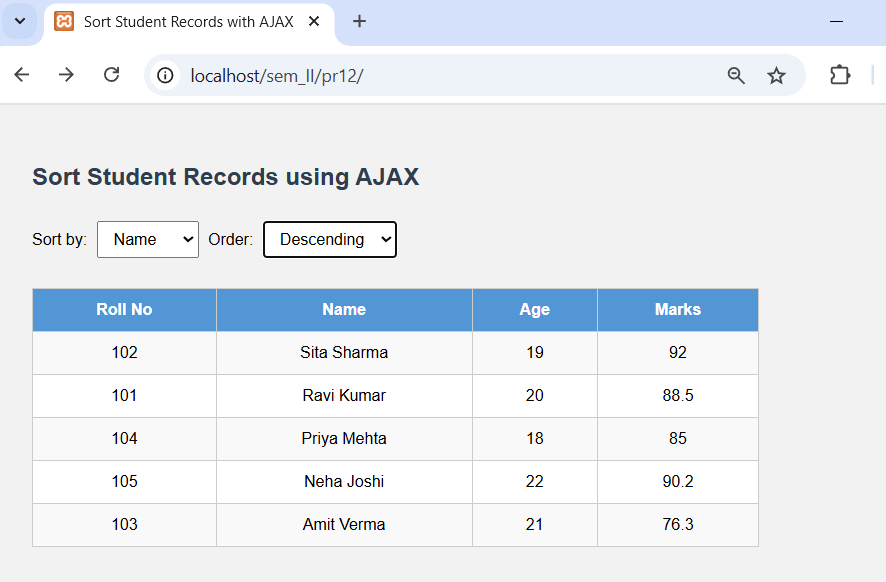 Sort Student Records with AJAX
localhost/sem_II/pr12/
Sort Student Records using AJAX
Sort by: Name Order: Descending
Roll No Name Age Marks
102 Sita Sharma 19 92
101 Ravi Kumar 20 88.5
104 Priya Mehta 18 85
105 Neha Joshi 22 90.2
103 Amit Verma 21 76.3